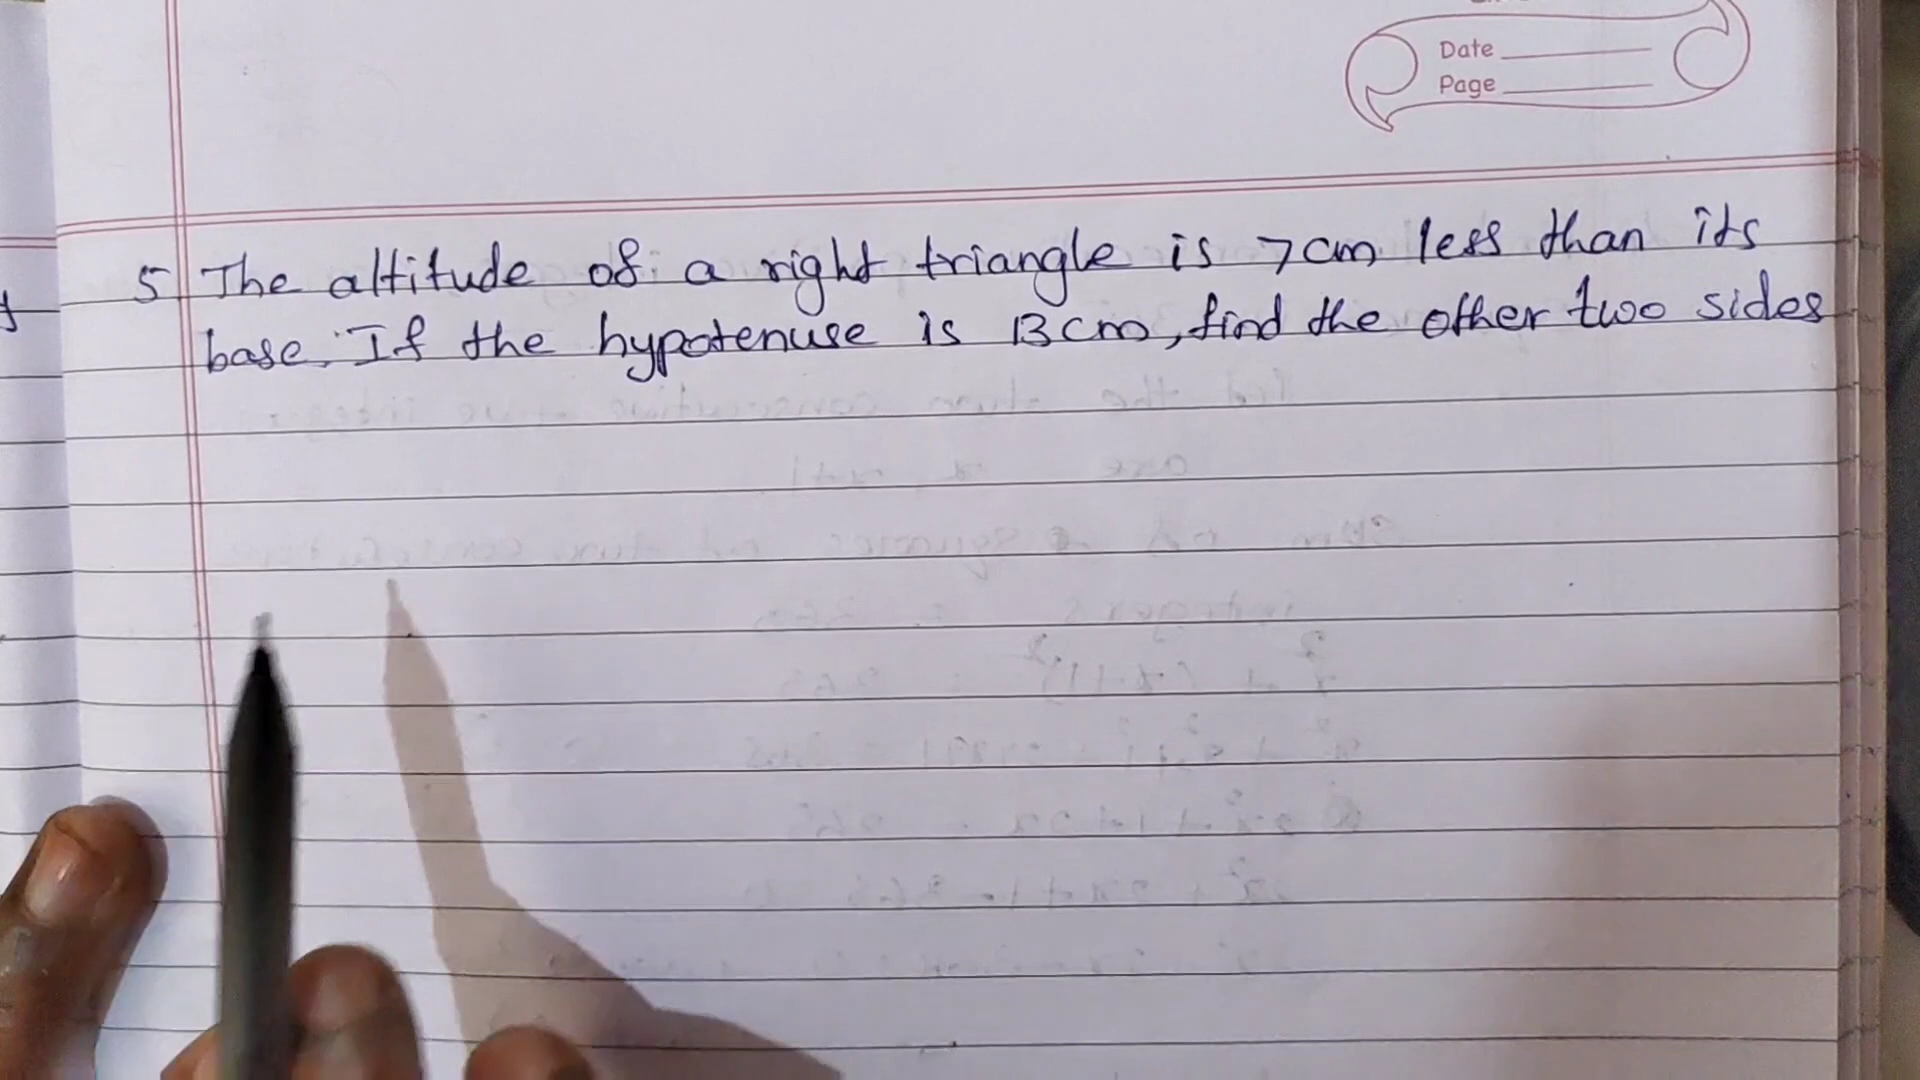 Date
Page
5 The altitude of a right triangle is 7cm less than its
base. If the hypotenuse is 13cm, find the other two sides